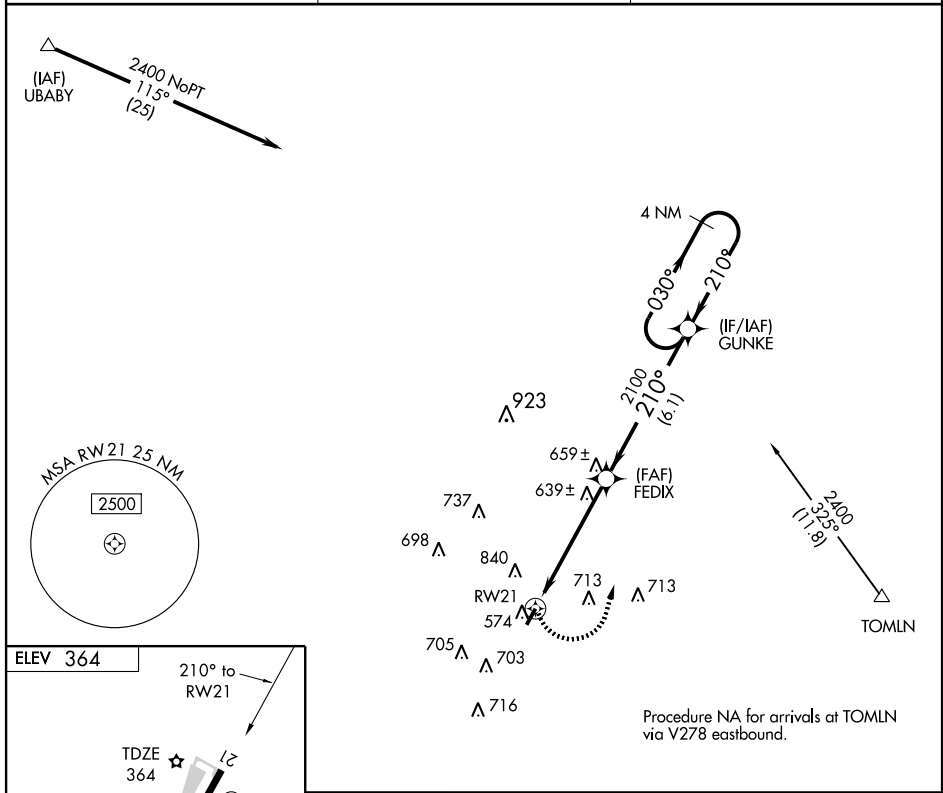 (IAF)
UBABY
2400 NoPT
115°
(25)
4 NM
030°
210°
(IF/IAF)
GUNKE
2100
210°
(6.1)
923
659±
(FAF)
FEDIX
639±
MSA RW21 25 NM
2500
737
698
840
2400
325°
(11.8)
RW21
713
713
574
TOMLN
705
703
716
ELEV 364
210° to
RW21
Procedure NA for arrivals at TOMLN
via V278 eastbound.
TDZE
364
21